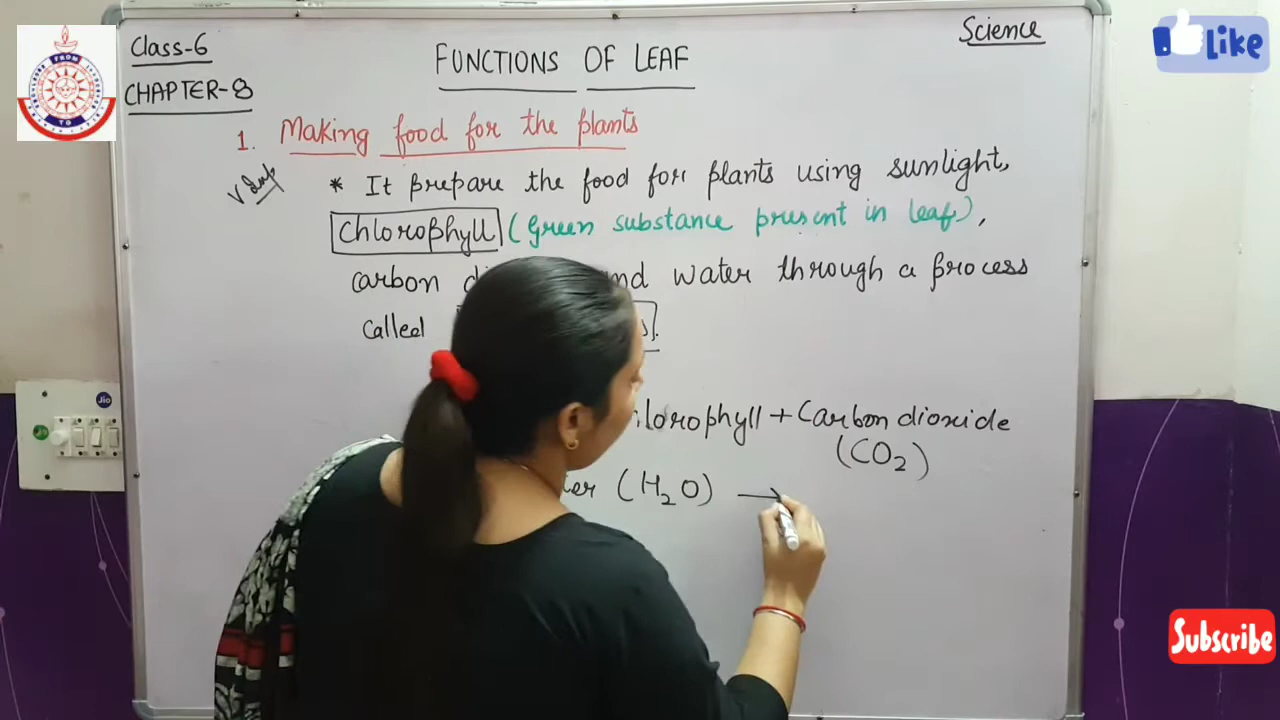 Class-6
CHAPTER-8
FUNCTIONS OF LEAF
Science
Like
1. Making food for the plants
V Imp
* It prepare the food for plants using sunlight,
Chlorophyll (Green substance present in leaf),
carbon and water through a process
called
+ Carbon dioxide
(CO2)
(H2O) →
Jio
Subscribe